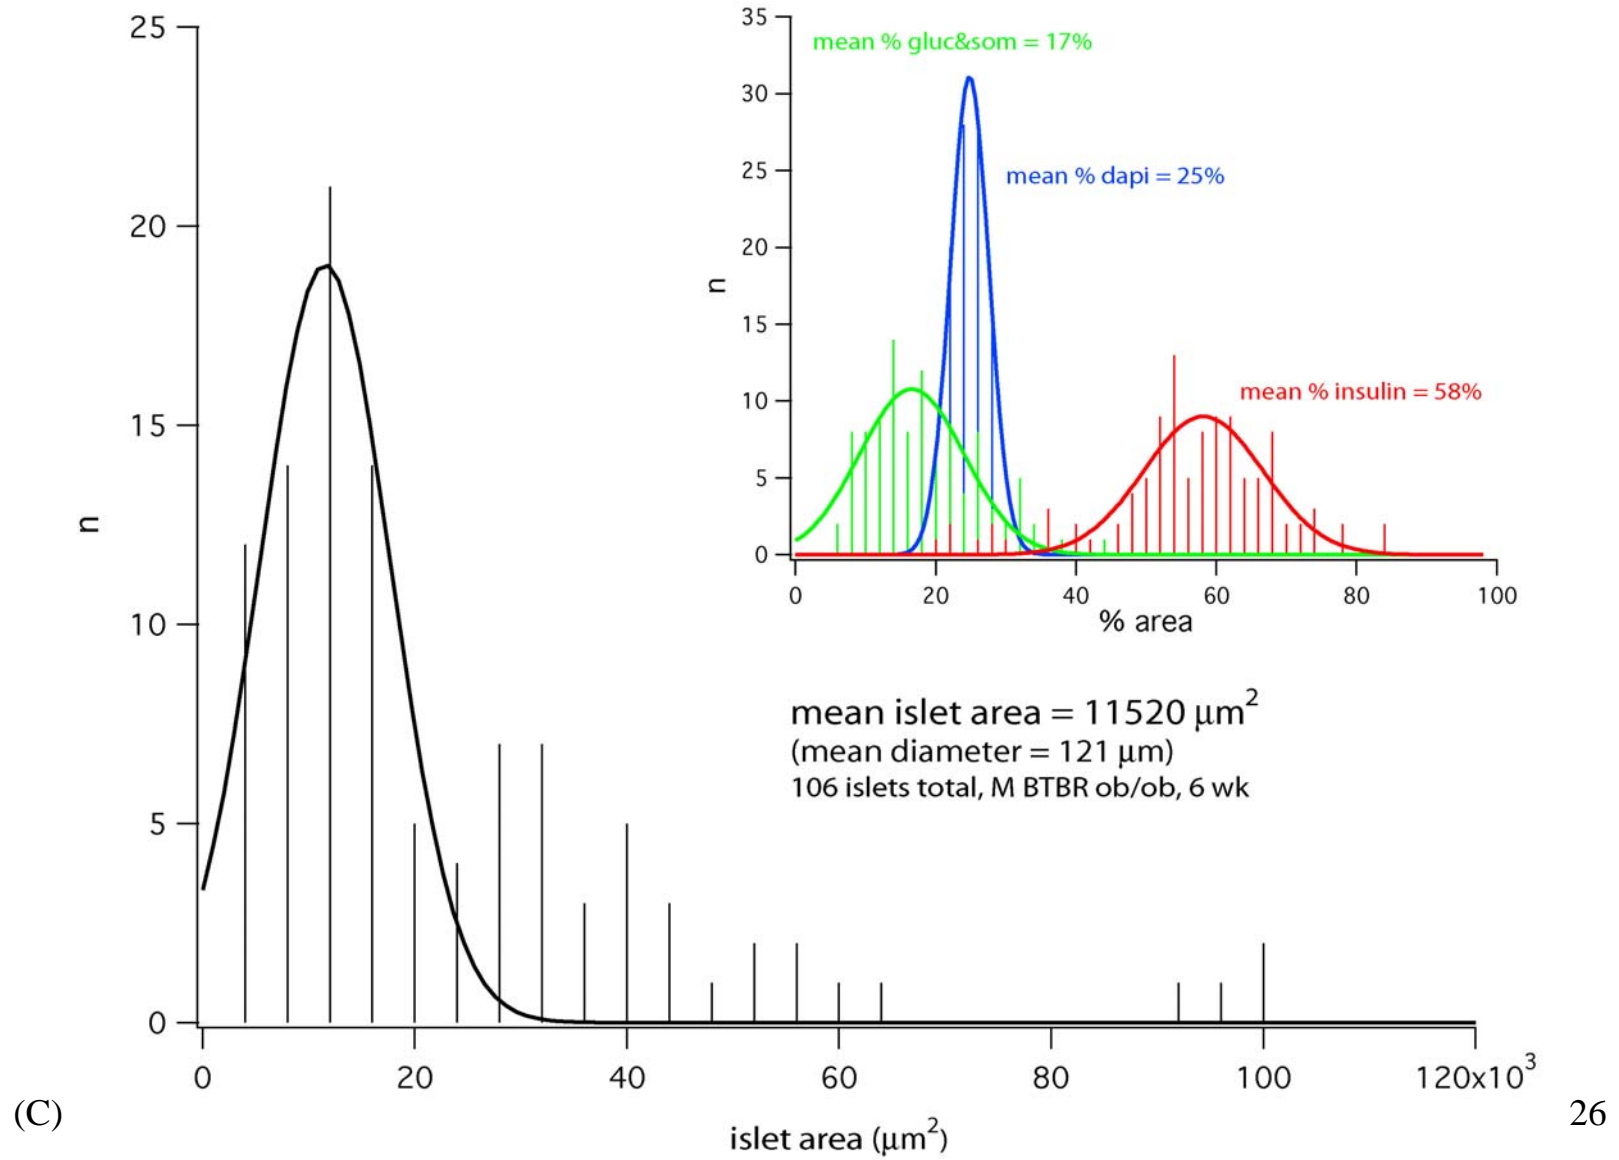 25
20
15
10
5
0
n
0 20 40 60 80 100 120x10³
islet area (μm²)
35
30
25
20
15
10
5
0
n
mean % gluc&som = 17%
mean % dapi = 25%
mean % insulin = 58%
0 20 40 60 80 100
% area
mean islet area = 11520 μm²
(mean diameter = 121 μm)
106 islets total, M BTBR ob/ob, 6 wk
(C)
26